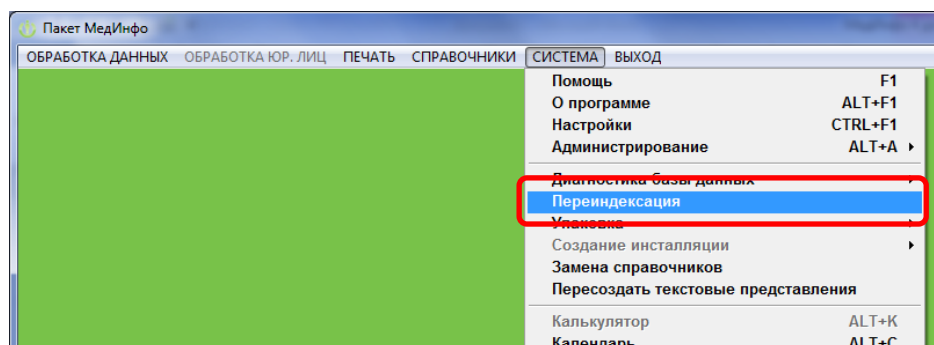 Пакет МедИнфо
ОБРАБОТКА ДАННЫХ ОБРАБОТКА ЮР. ЛИЦ ПЕЧАТЬ СПРАВОЧНИКИ СИСТЕМА ВЫХОД
Помощь F1
О программе ALT+F1
Настройки CTRL+F1
Администрирование ALT+A
Диагностика базы данных
Переиндексация
Упаковка
Создание инсталляции
Замена справочников
Пересоздать текстовые представления
Калькулятор ALT+K
Календарь ALT+C